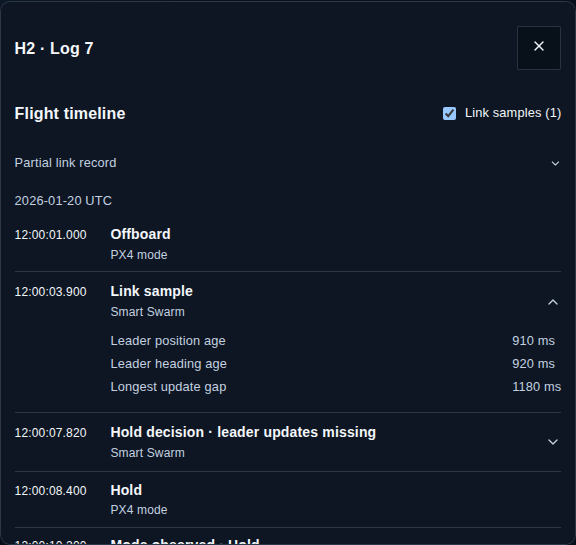 H2 · Log 7
Flight timeline
Link samples (1)
Partial link record
2026-01-20 UTC
12:00:01.000 Offboard
PX4 mode
12:00:03.900 Link sample
Smart Swarm
Leader position age 910 ms
Leader heading age 920 ms
Longest update gap 1180 ms
12:00:07.820 Hold decision · leader updates missing
Smart Swarm
12:00:08.400 Hold
PX4 mode
Mode observed · Hold